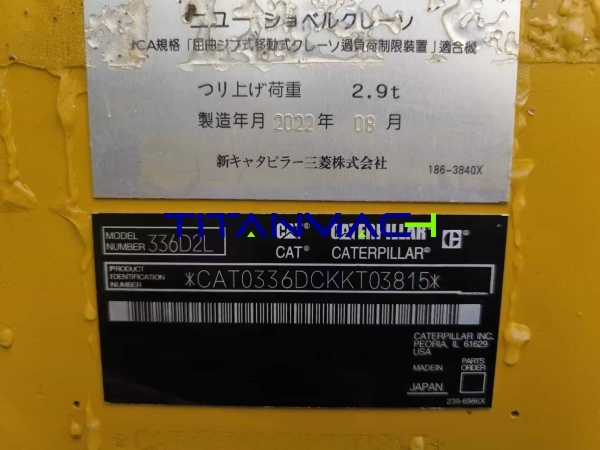 ニュー ショベルクレーン
JCA規格「屈曲ジブ式移動式クレーン過負荷制限装置」適合機
つり上げ荷重 2.9t
製造年月 2022年 08月
新キャタピラー三菱株式会社
186-3840X
TITANMACH
MODEL NUMBER 336D2L
CAT CATERPILLAR C
CAT® CATERPILLAR®
PRODUCT IDENTIFICATION NUMBER *CAT0336DCKKT03815*
CATERPILLAR INC.
PEORIA, IL 61629
USA
MADE IN JAPAN
PARTS ORDER
239-6986X